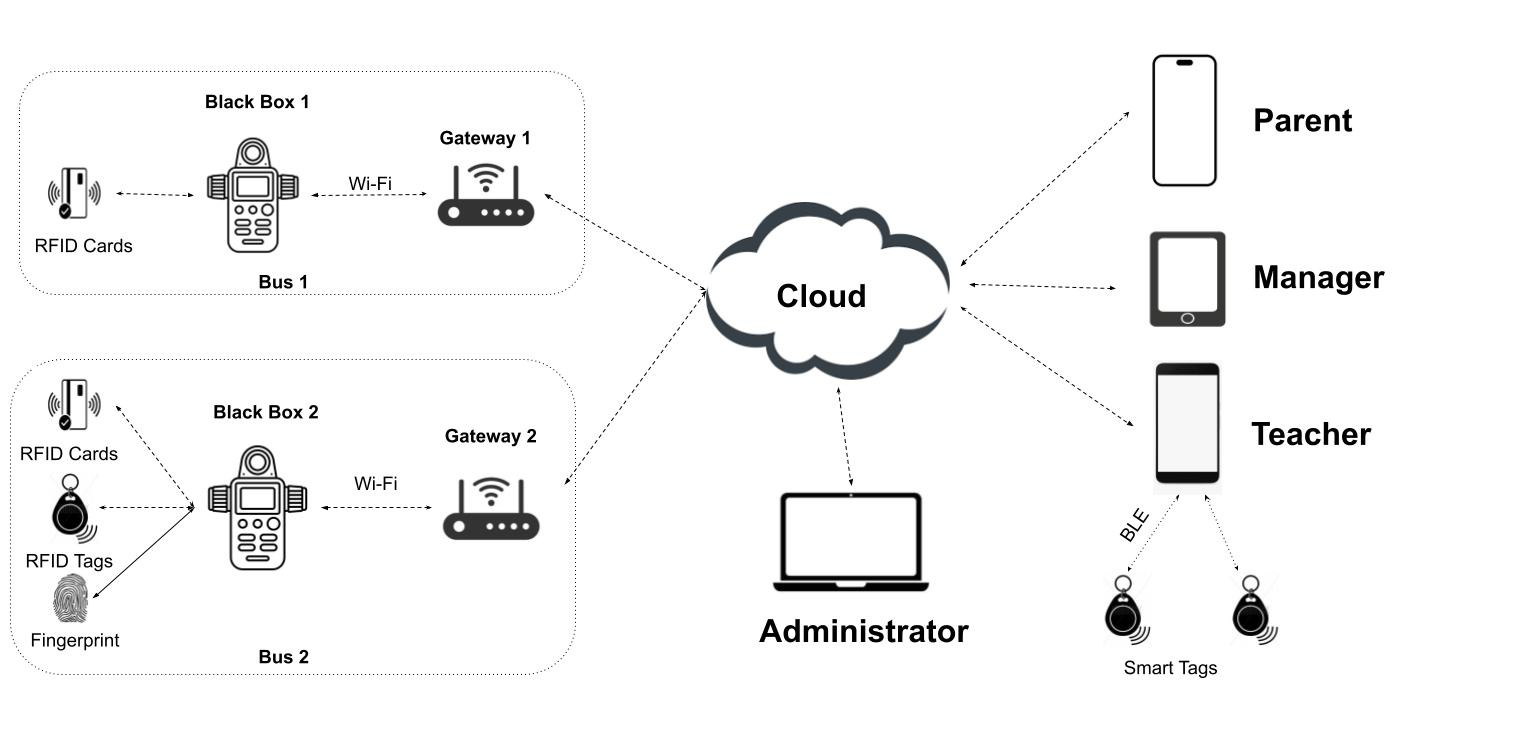 Black Box 1
Gateway 1
Wi-Fi
RFID Cards
Bus 1
Black Box 2
Gateway 2
RFID Cards
Wi-Fi
RFID Tags
Fingerprint
Bus 2
Cloud
Administrator
Parent
Manager
Teacher
BLE
Smart Tags